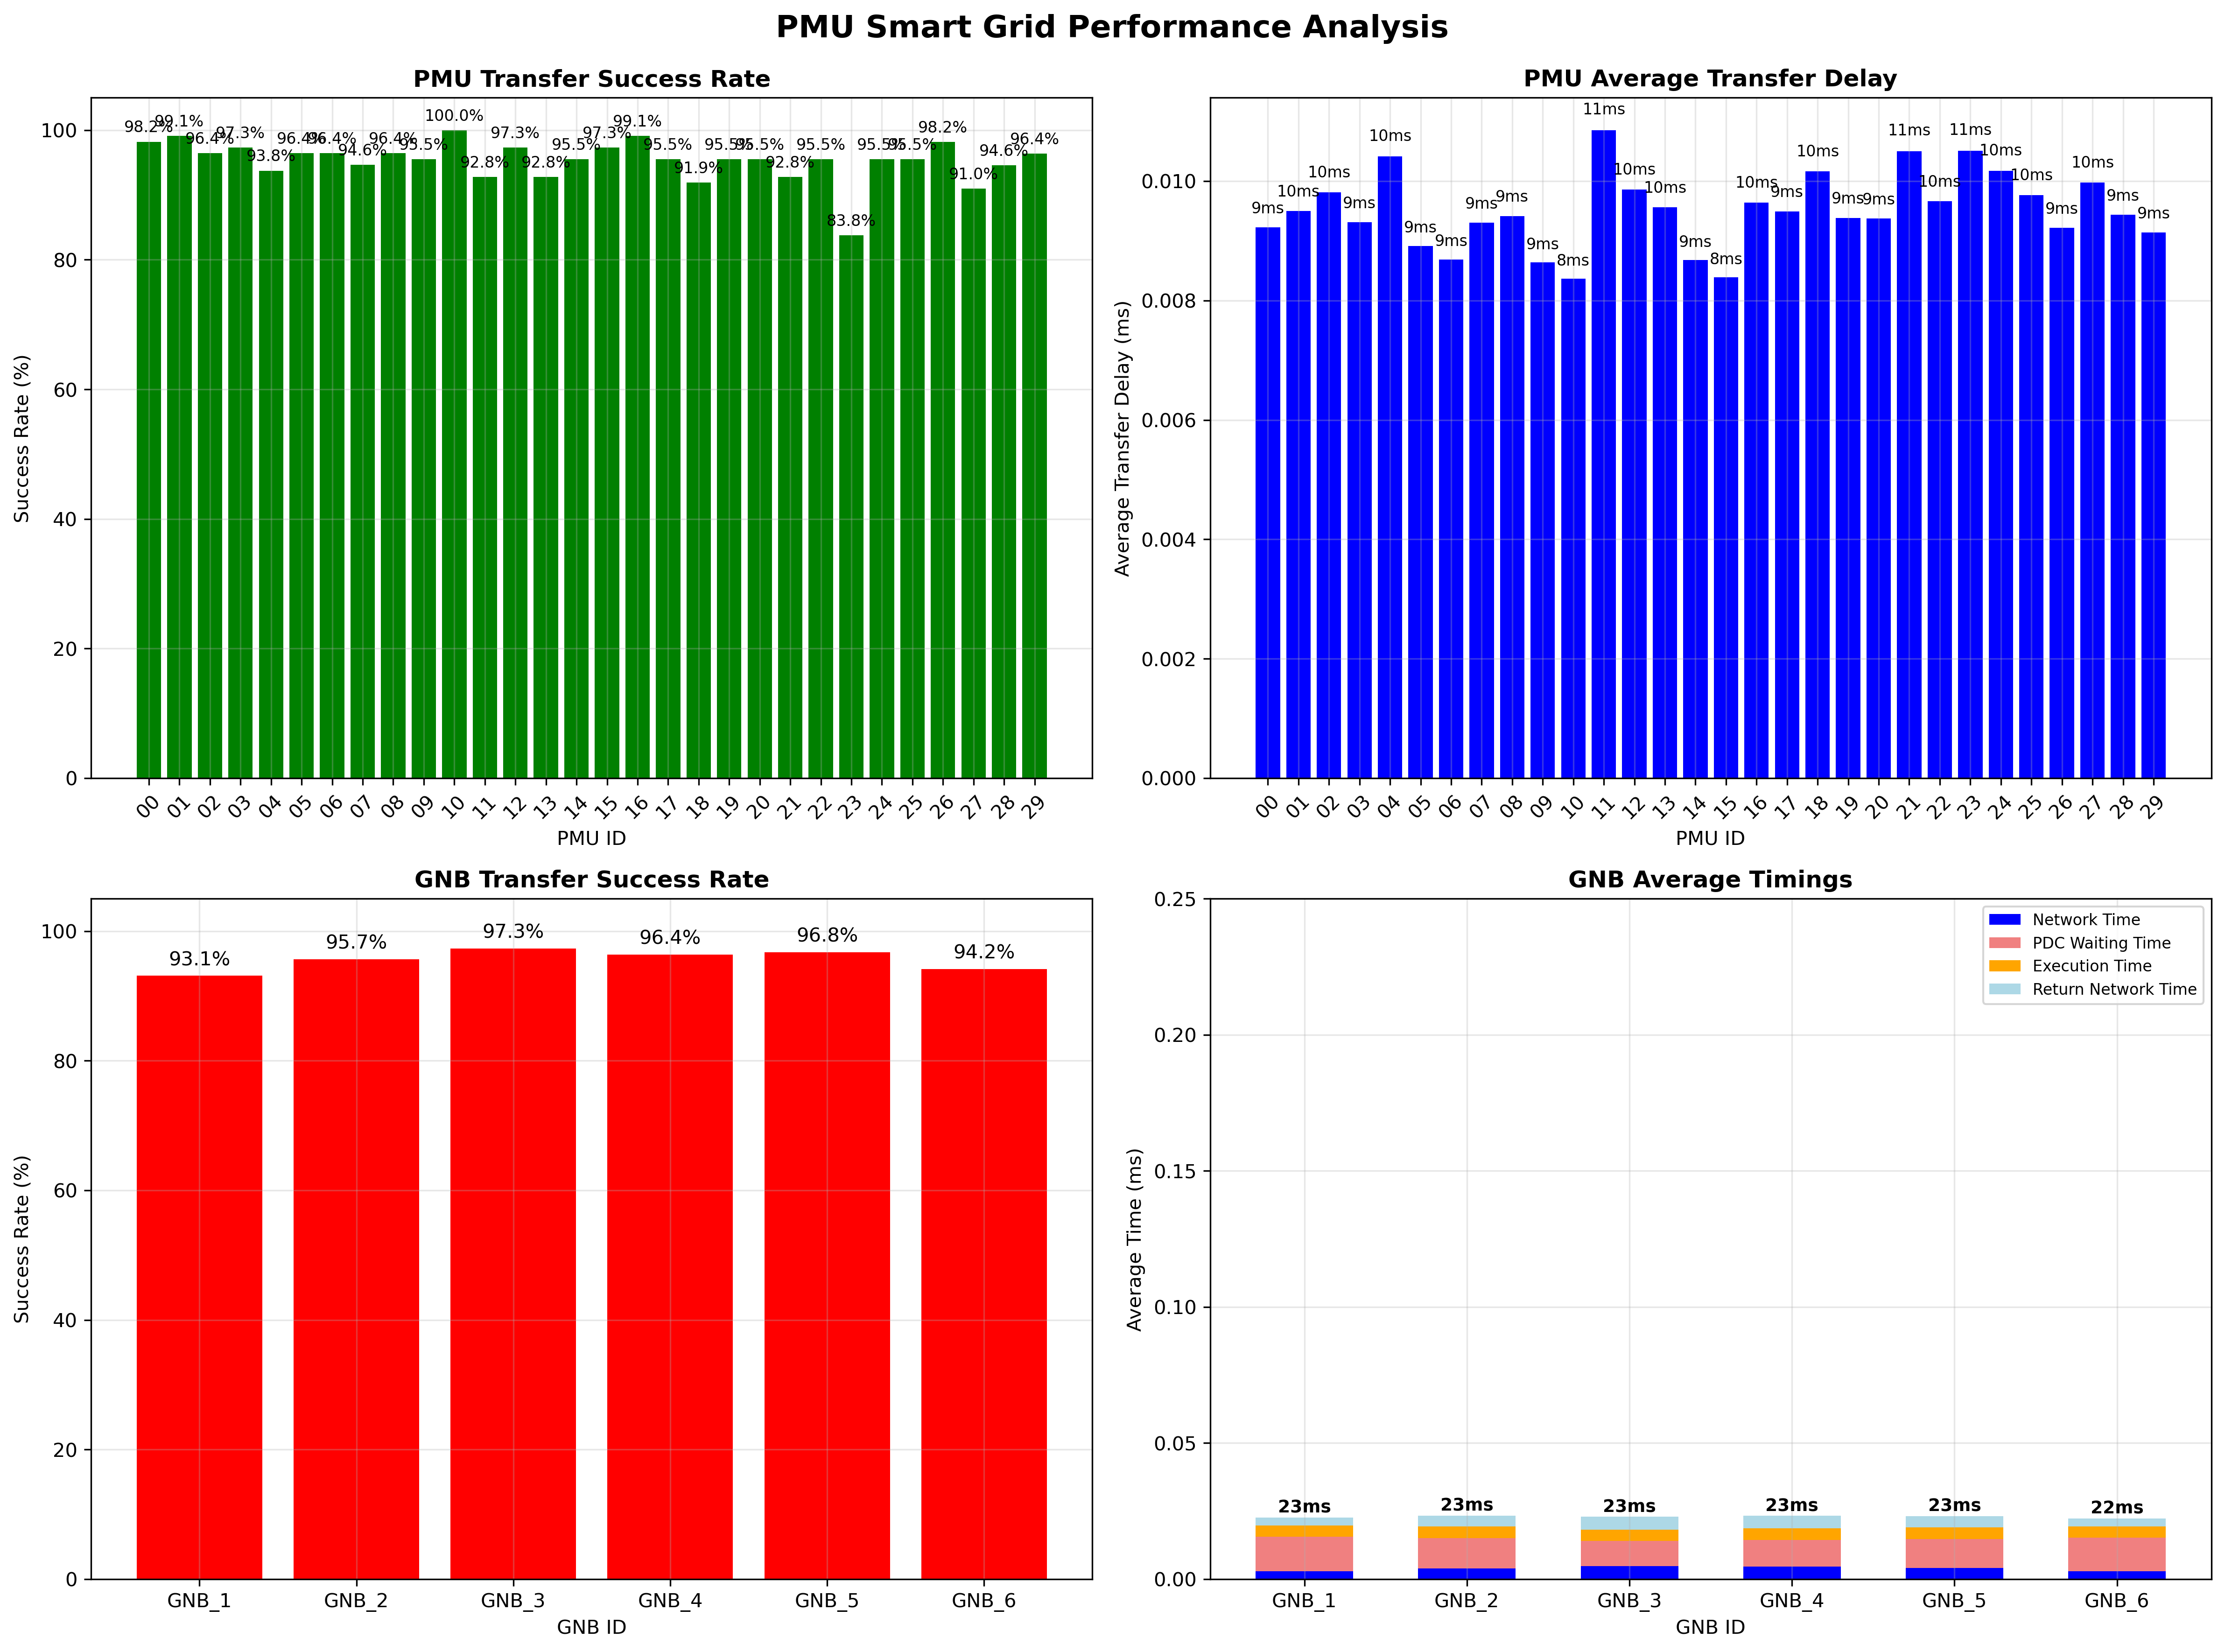 PMU Smart Grid Performance Analysis
PMU Transfer Success Rate
98.2% 99.1% 96.4% 97.3% 93.8% 96.4% 96.4% 94.6% 96.4% 95.5% 100.0% 92.8% 97.3% 92.8% 95.5% 97.3% 99.1% 95.5% 91.9% 95.5% 95.5% 92.8% 95.5% 83.8% 95.5% 95.5% 98.2% 91.0% 94.6% 96.4%
100
80
60
40
20
0
Success Rate (%)
00 01 02 03 04 05 06 07 08 09 10 11 12 13 14 15 16 17 18 19 20 21 22 23 24 25 26 27 28 29
PMU ID
PMU Average Transfer Delay
9ms 10ms 10ms 9ms 10ms 9ms 9ms 9ms 9ms 9ms 8ms 11ms 10ms 10ms 9ms 8ms 10ms 9ms 10ms 9ms 9ms 11ms 10ms 11ms 10ms 10ms 9ms 10ms 9ms 9ms
0.010
0.008
0.006
0.004
0.002
0.000
Average Transfer Delay (ms)
00 01 02 03 04 05 06 07 08 09 10 11 12 13 14 15 16 17 18 19 20 21 22 23 24 25 26 27 28 29
PMU ID
GNB Transfer Success Rate
93.1% 95.7% 97.3% 96.4% 96.8% 94.2%
100
80
60
40
20
0
Success Rate (%)
GNB_1 GNB_2 GNB_3 GNB_4 GNB_5 GNB_6
GNB ID
GNB Average Timings
Network Time
PDC Waiting Time
Execution Time
Return Network Time
0.25
0.20
0.15
0.10
0.05
0.00
Average Time (ms)
23ms 23ms 23ms 23ms 23ms 22ms
GNB_1 GNB_2 GNB_3 GNB_4 GNB_5 GNB_6
GNB ID